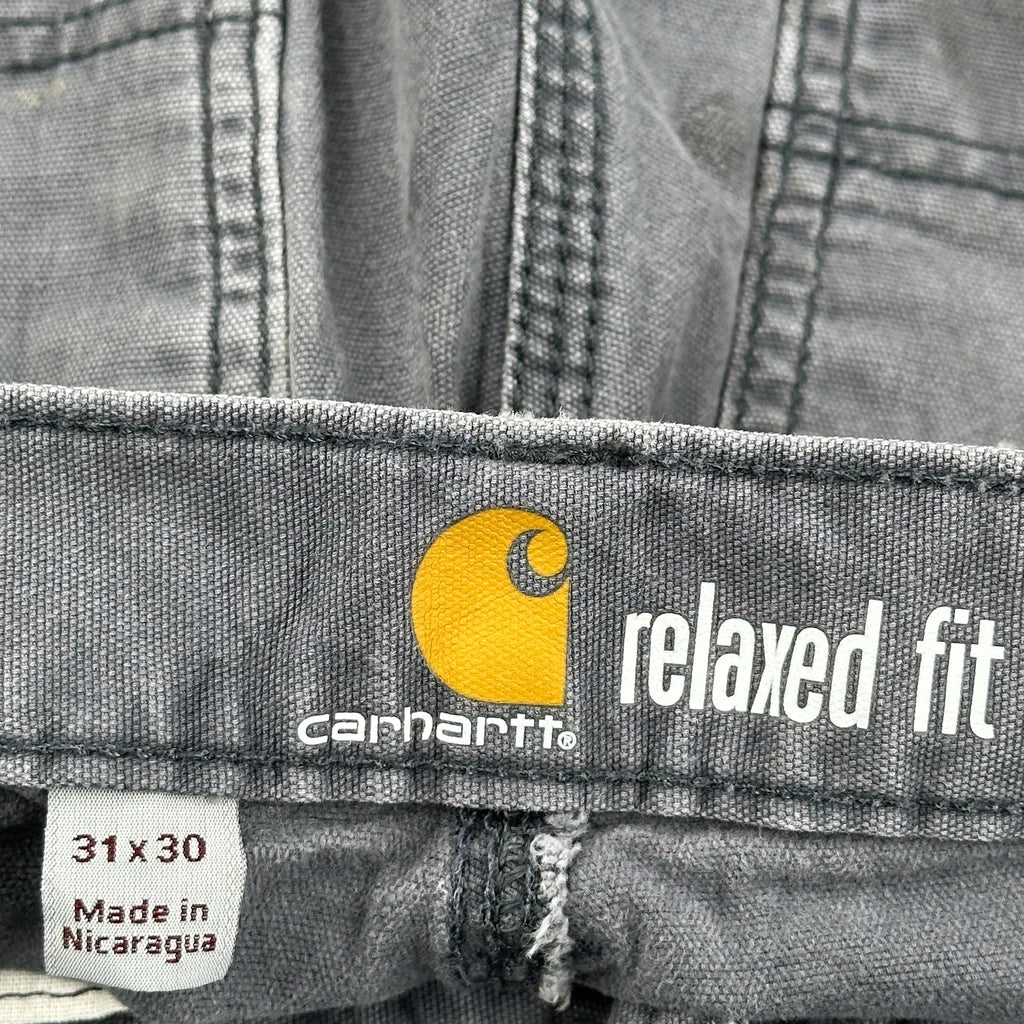 relaxed fit
carhartt®
31 x 30
Made in
Nicaragua